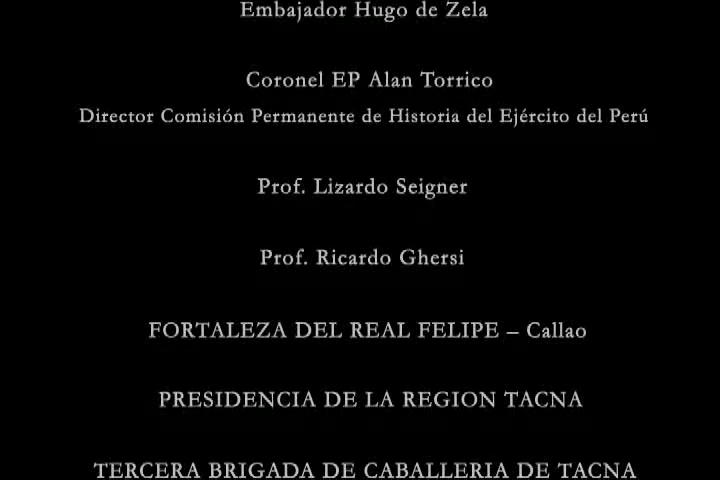 Embajador Hugo de Zela
Coronel EP Alan Torrico
Director Comisión Permanente de Historia del Ejército del Perú
Prof. Lizardo Seigner
Prof. Ricardo Ghersi
FORTALEZA DEL REAL FELIPE – Callao
PRESIDENCIA DE LA REGION TACNA
TERCERA BRIGADA DE CABALLERIA DE TACNA